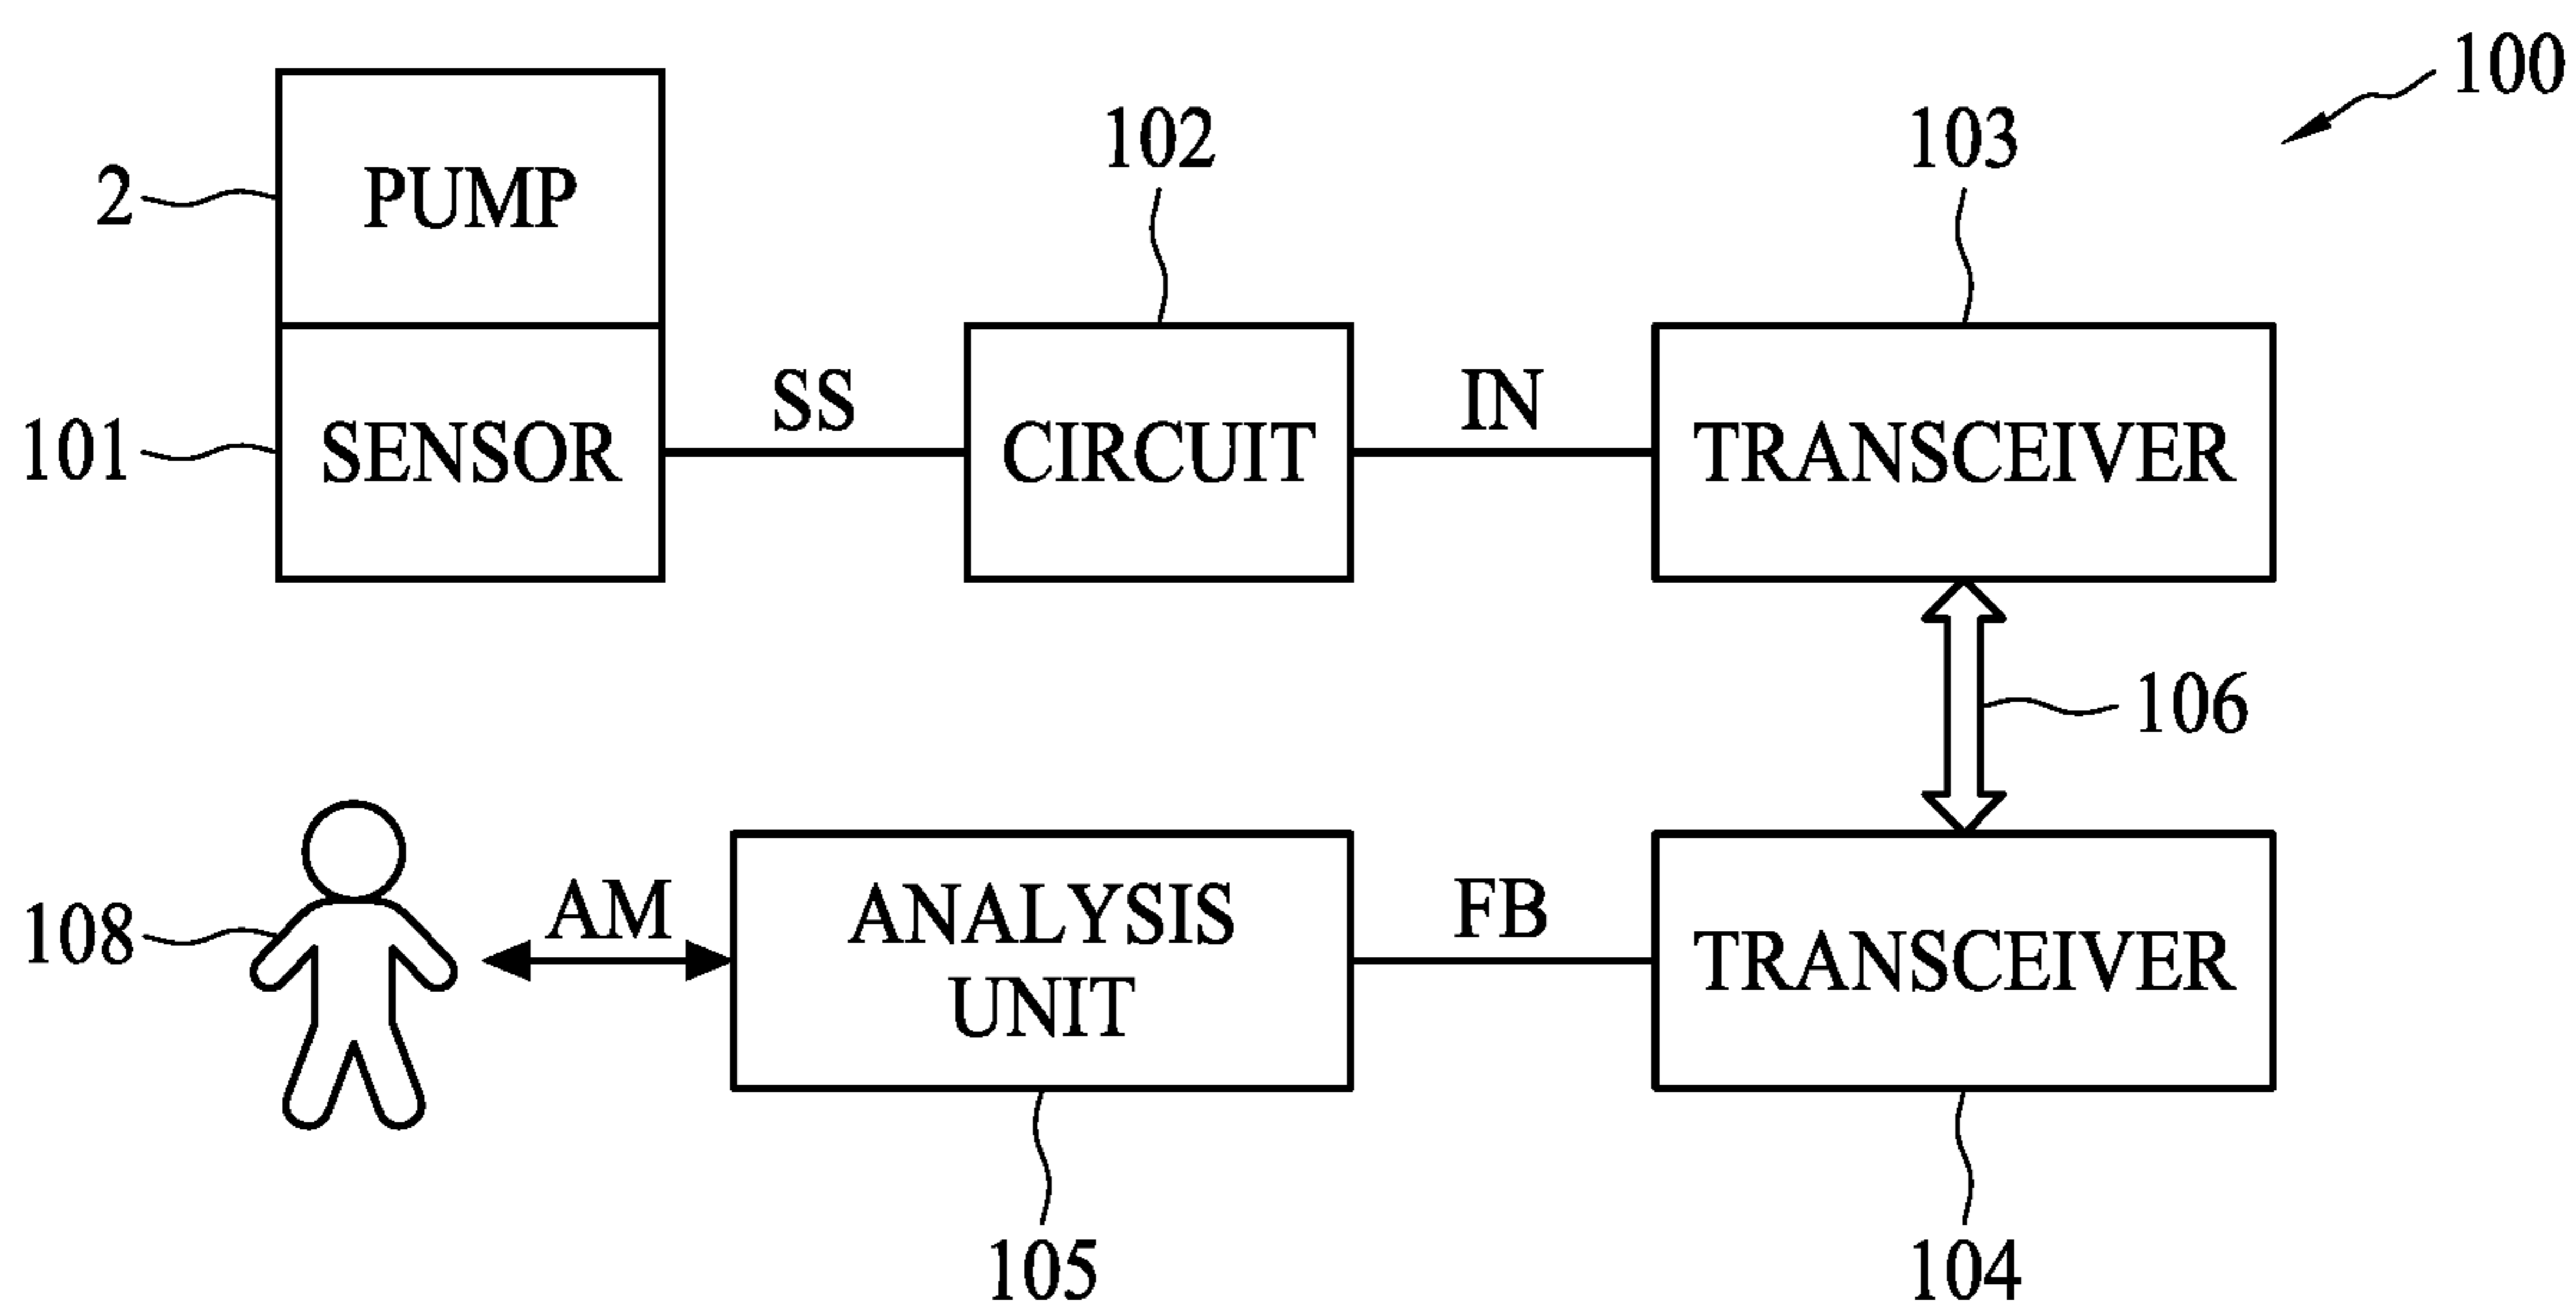 100
102
103
2
PUMP
SS
IN
101
SENSOR
CIRCUIT
TRANSCEIVER
106
108
AM
ANALYSIS
UNIT
FB
TRANSCEIVER
105
104